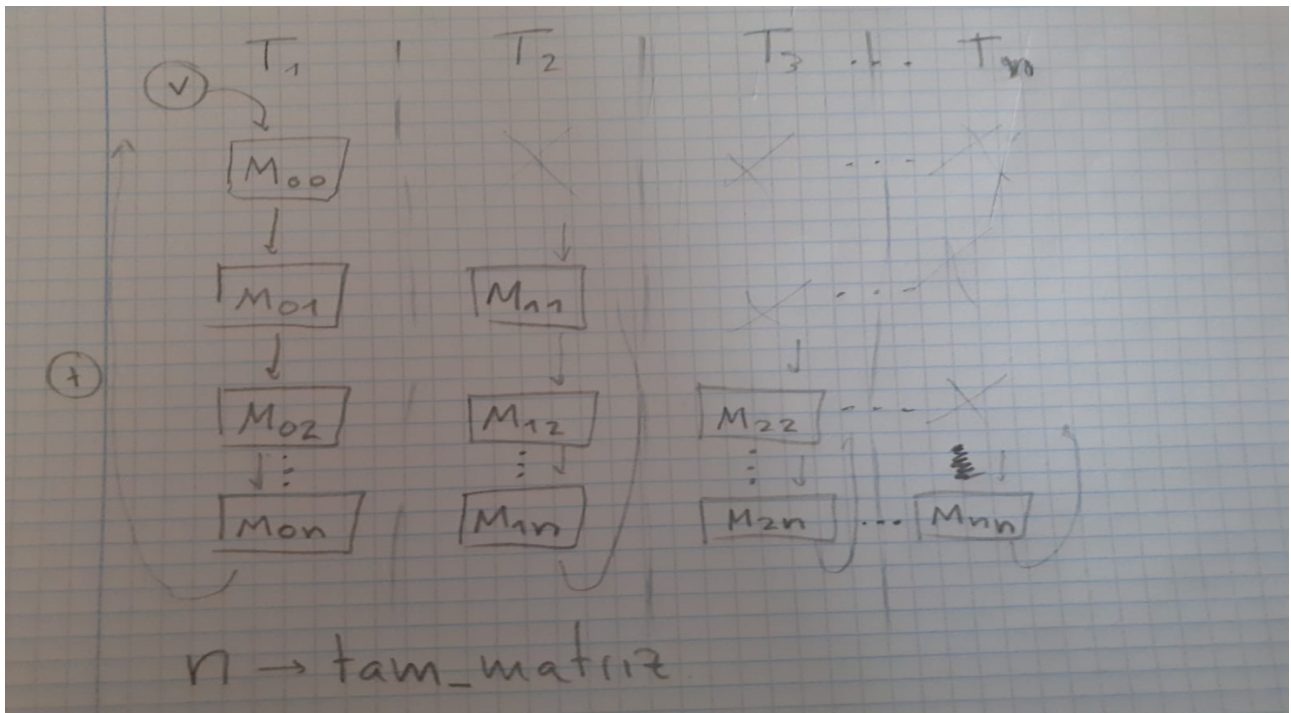 T₁ | T₂ | T₃ ... Tₙ
V
M₀₀
M₀₁ M₁₁
M₀₂ M₁₂ M₂₂
M₀ₙ M₁ₙ M₂ₙ ... Mₙₙ
n → tam_matriz